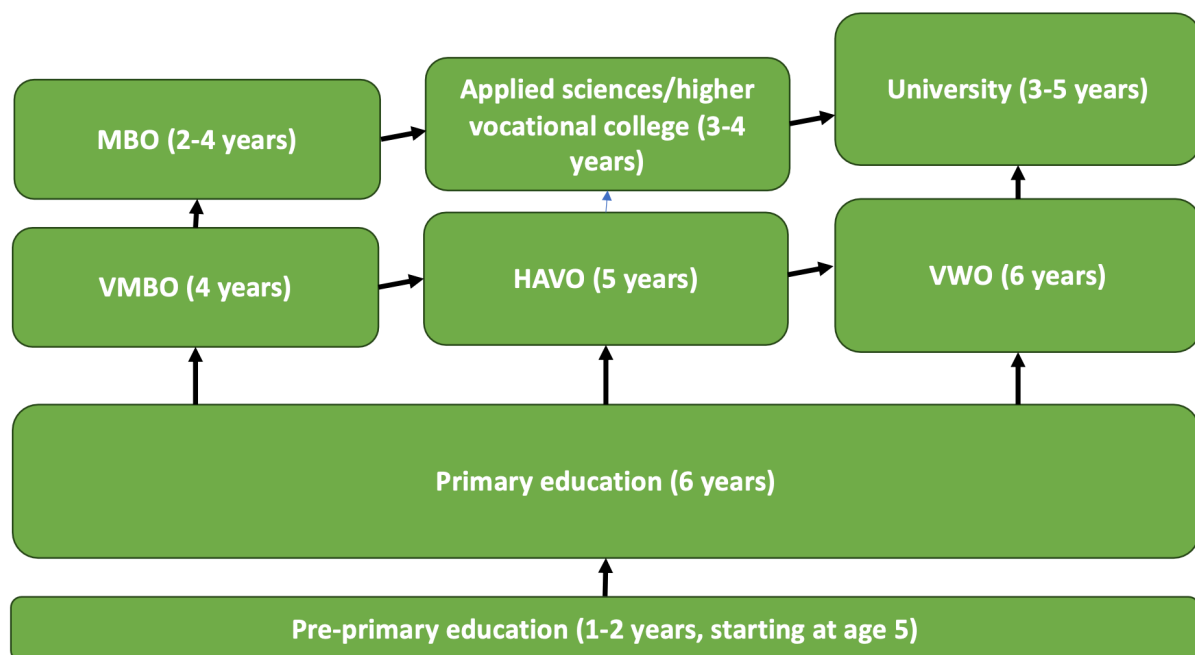 MBO (2-4 years)
Applied sciences/higher
vocational college (3-4
years)
University (3-5 years)
VMBO (4 years)
HAVO (5 years)
VWO (6 years)
Primary education (6 years)
Pre-primary education (1-2 years, starting at age 5)